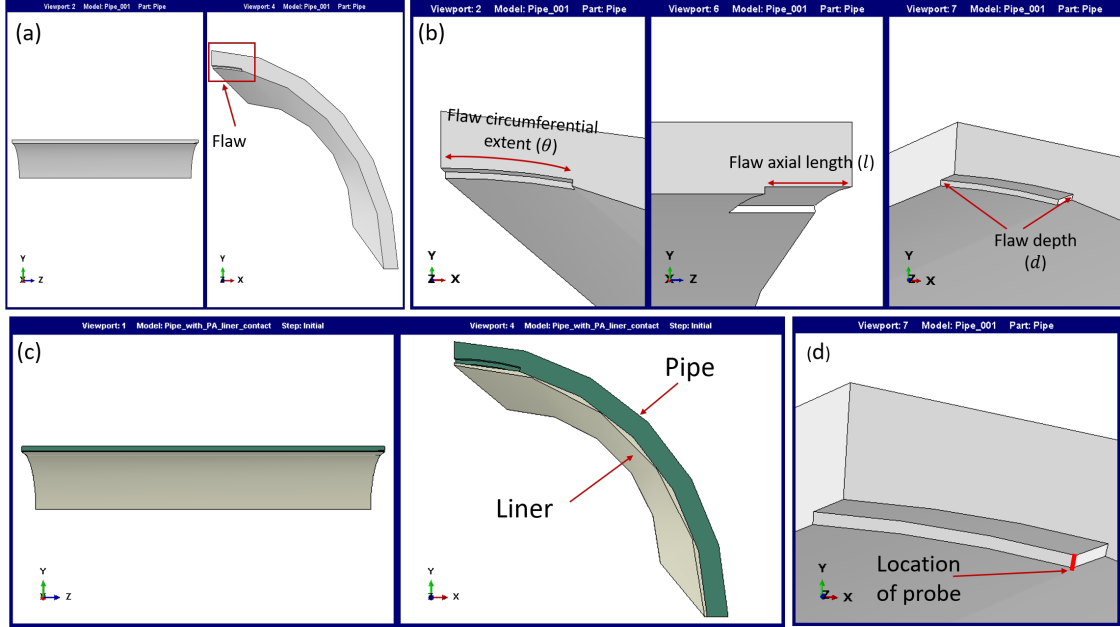 Viewport: 2 Model: Pipe_001 Part: Pipe
Viewport: 4 Model: Pipe_001 Part: Pipe
(a)
Flaw
Y
Z
Y
Z X
Viewport: 2 Model: Pipe_001 Part: Pipe
Viewport: 6 Model: Pipe_001 Part: Pipe
Viewport: 7 Model: Pipe_001 Part: Pipe
(b)
Flaw circumferential
extent (θ)
Flaw axial length (l)
Flaw depth
(d)
Y
Z X
Y
X Z
Y
Z X
Viewport: 1 Model: Pipe_with_PA_liner_contact Step: Initial
Viewport: 4 Model: Pipe_with_PA_liner_contact Step: Initial
(c)
Pipe
Liner
Y
X Z
Y
Z X
Viewport: 7 Model: Pipe_001 Part: Pipe
(d)
Location
of probe
Y
Z X